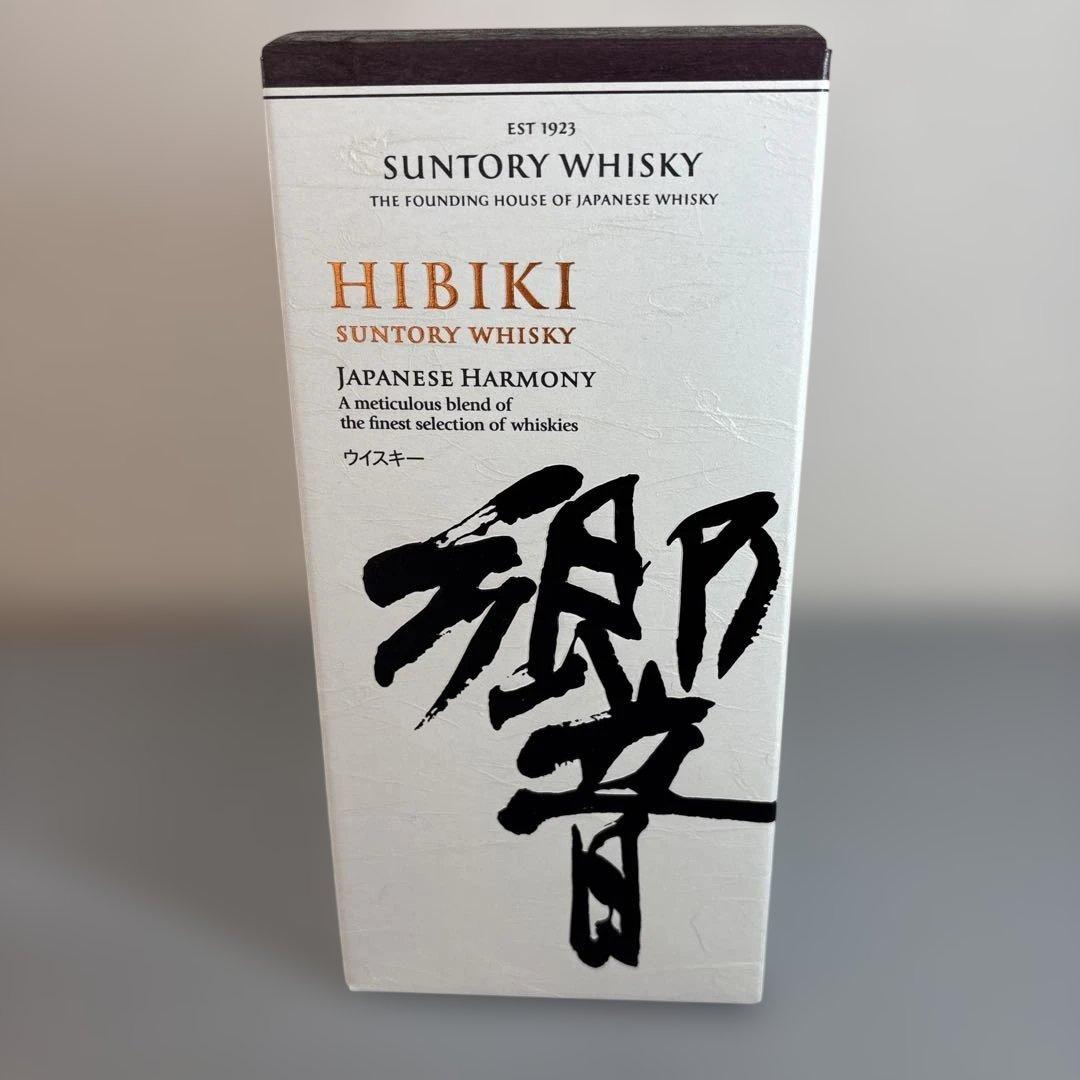 EST 1923
SUNTORY WHISKY
THE FOUNDING HOUSE OF JAPANESE WHISKY
HIBIKI
SUNTORY WHISKY
JAPANESE HARMONY
A meticulous blend of
the finest selection of whiskies
ウイスキー
響